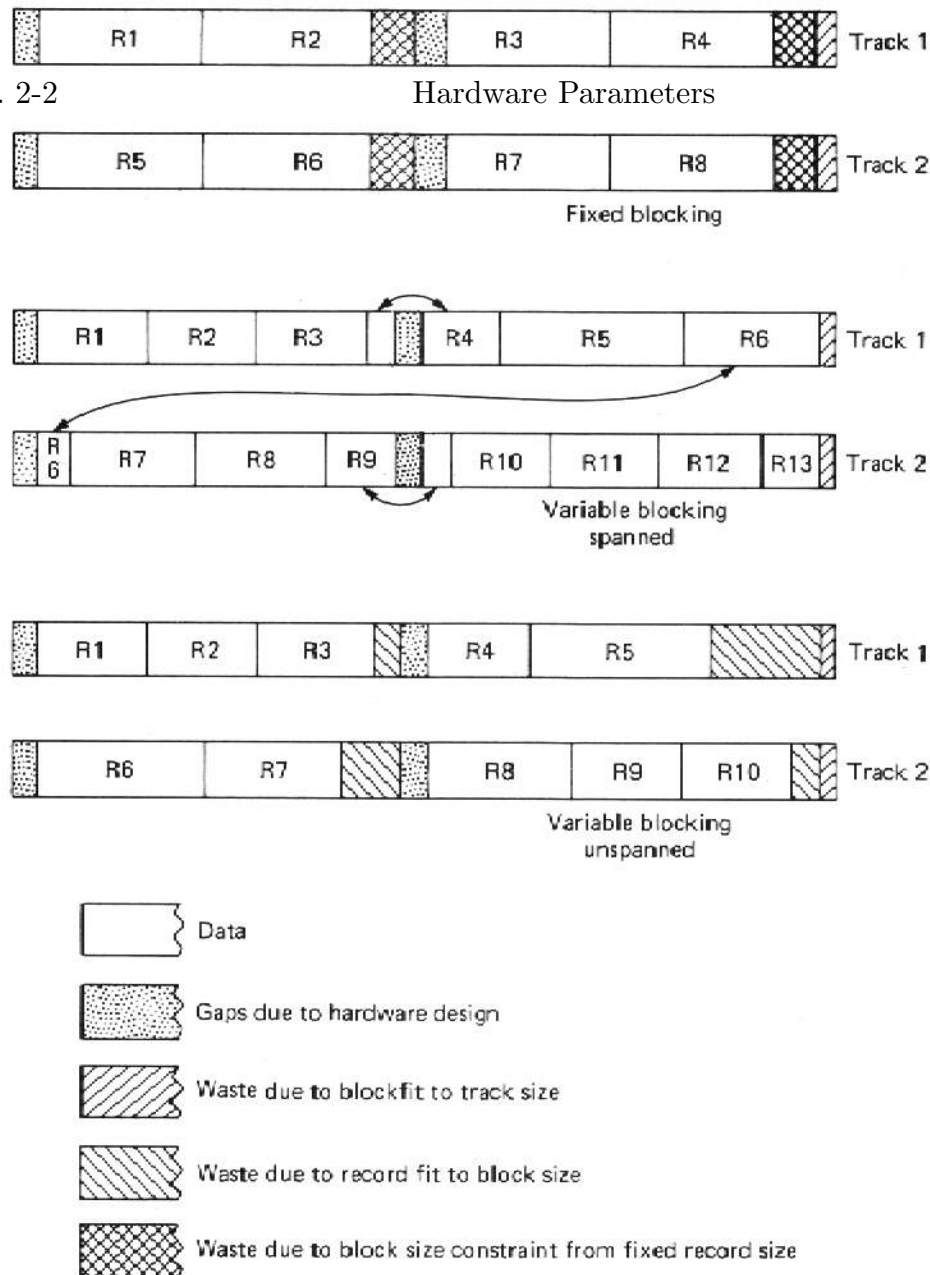 R1 R2 R3 R4 Track 1
. 2-2 Hardware Parameters
R5 R6 R7 R8 Track 2
Fixed blocking
R1 R2 R3 R4 R5 R6 Track 1
R
6 R7 R8 R9 R10 R11 R12 R13 Track 2
Variable blocking
spanned
R1 R2 R3 R4 R5 Track 1
R6 R7 R8 R9 R10 Track 2
Variable blocking
unspanned
Data
Gaps due to hardware design
Waste due to blockfit to track size
Waste due to record fit to block size
Waste due to block size constraint from fixed record size